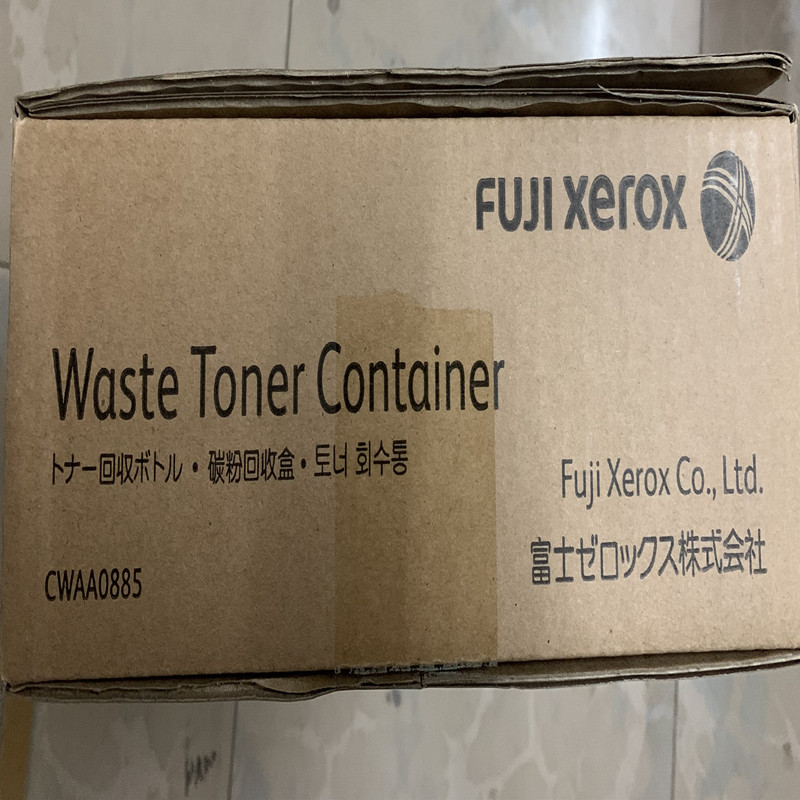 FUJI xerox
Waste Toner Container
トナー回収ボトル・碳粉回收盒・토너 회수통
Fuji Xerox Co., Ltd.
富士ゼロックス株式会社
CWAA0885